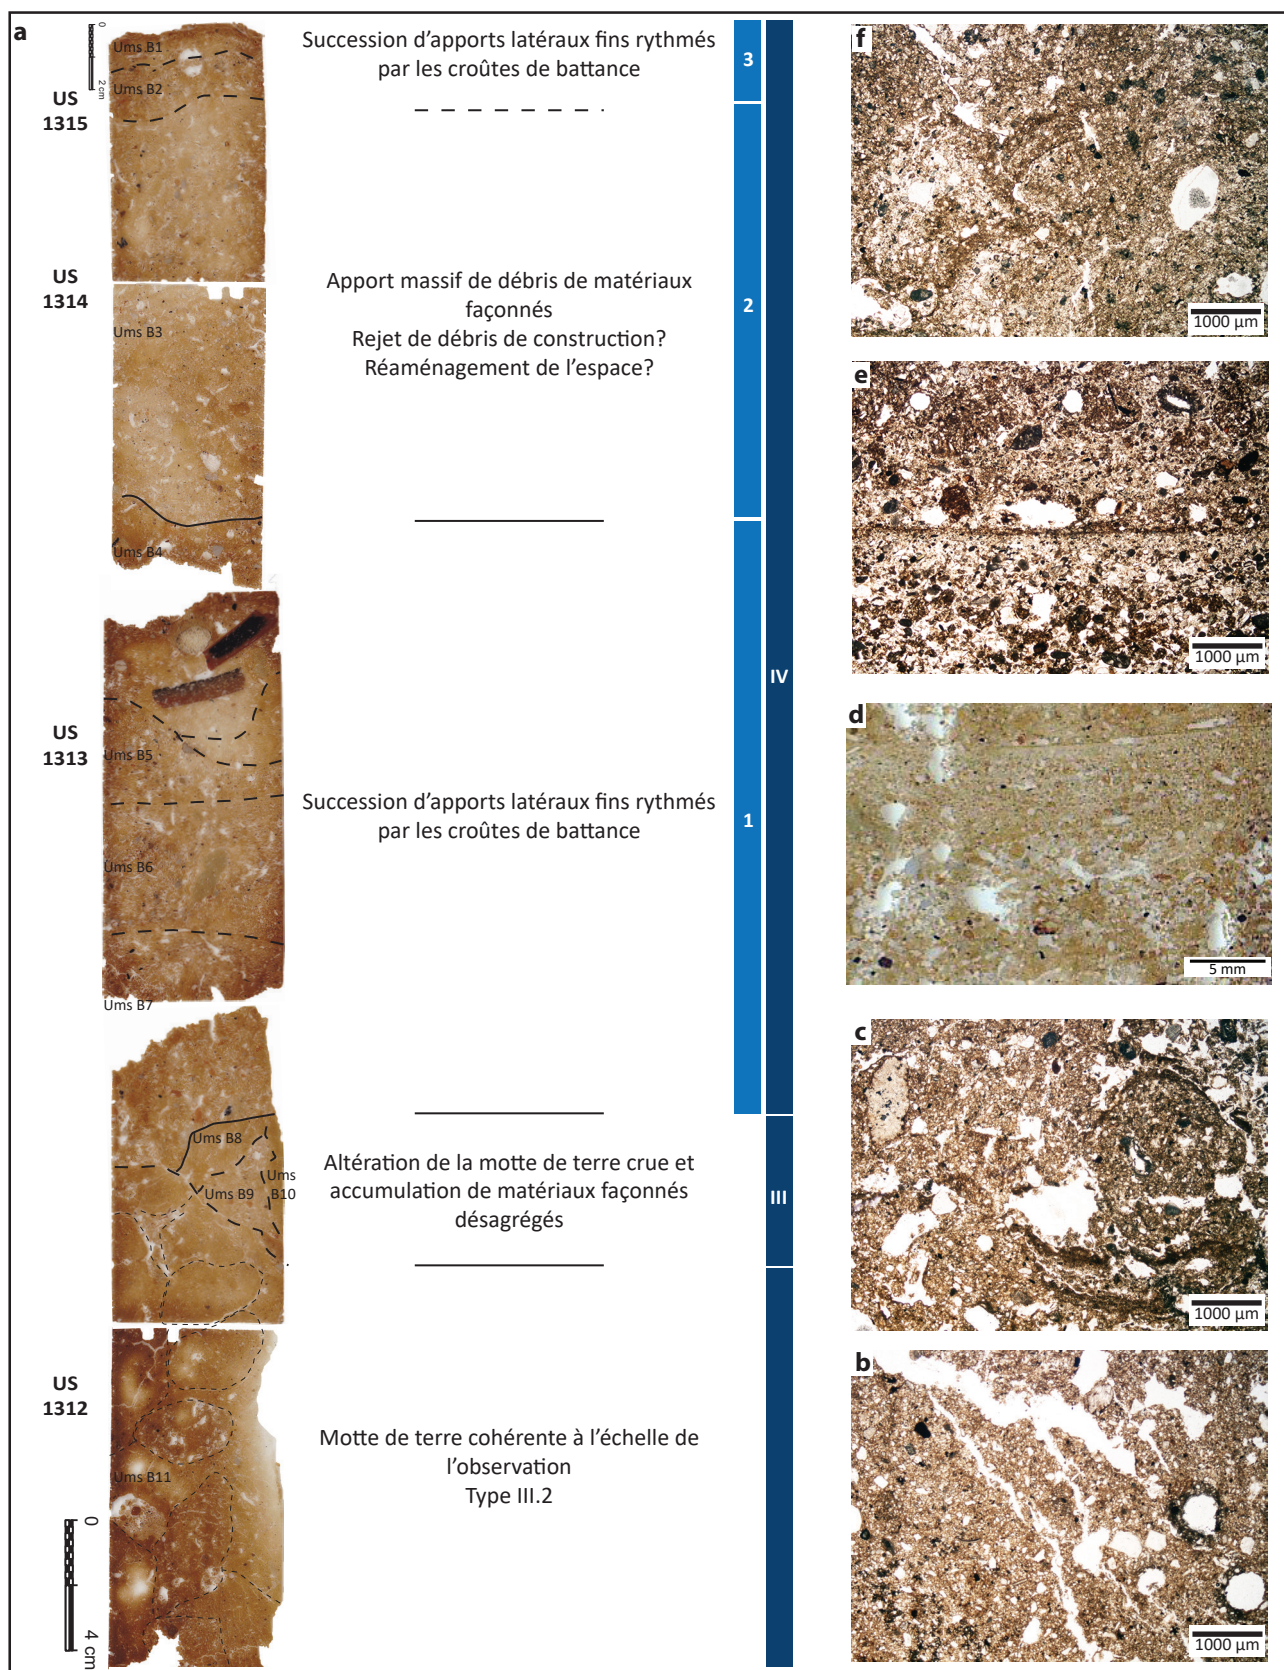 a
0
2 cm
Ums B1
Ums B2
US
1315
US
1314
Ums B3
Ums B4
US
1313
Ums B5
Ums B6
Ums B7
Ums B8
Ums B9
Ums
B10
US
1312
Ums B11
0
4 cm
Succession d'apports latéraux fins rythmés
par les croûtes de battance
Apport massif de débris de matériaux
façonnés
Rejet de débris de construction?
Réaménagement de l'espace?
Succession d'apports latéraux fins rythmés
par les croûtes de battance
Altération de la motte de terre crue et
accumulation de matériaux façonnés
désagrégés
Motte de terre cohérente à l'échelle de
l'observation
Type III.2
3
2
1
IV
III
f
1000 µm
e
1000 µm
d
5 mm
c
1000 µm
b
1000 µm